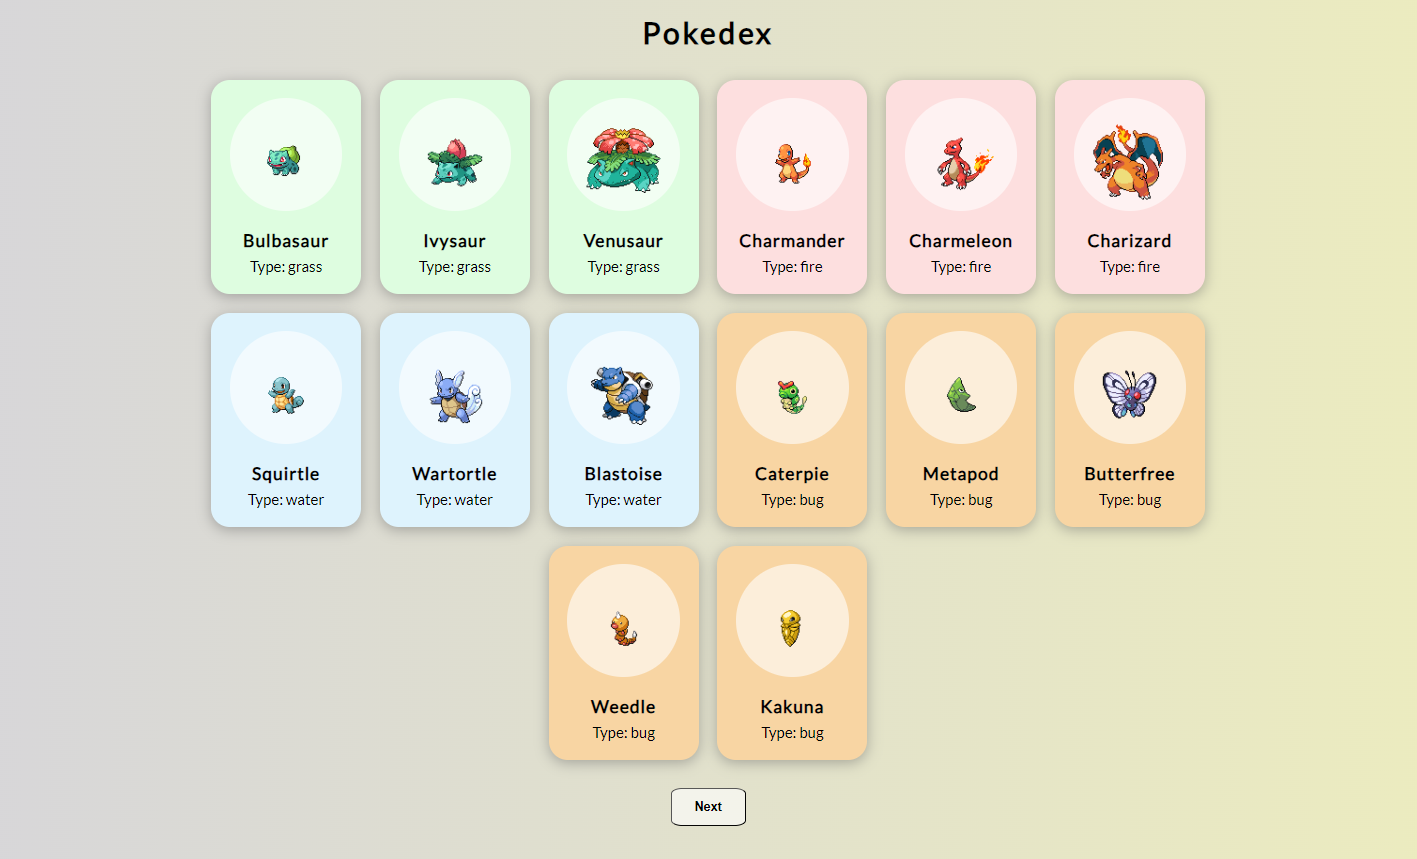 Pokedex
Bulbasaur
Type: grass
Ivysaur
Type: grass
Venusaur
Type: grass
Charmander
Type: fire
Charmeleon
Type: fire
Charizard
Type: fire
Squirtle
Type: water
Wartortle
Type: water
Blastoise
Type: water
Caterpie
Type: bug
Metapod
Type: bug
Butterfree
Type: bug
Weedle
Type: bug
Kakuna
Type: bug
Next